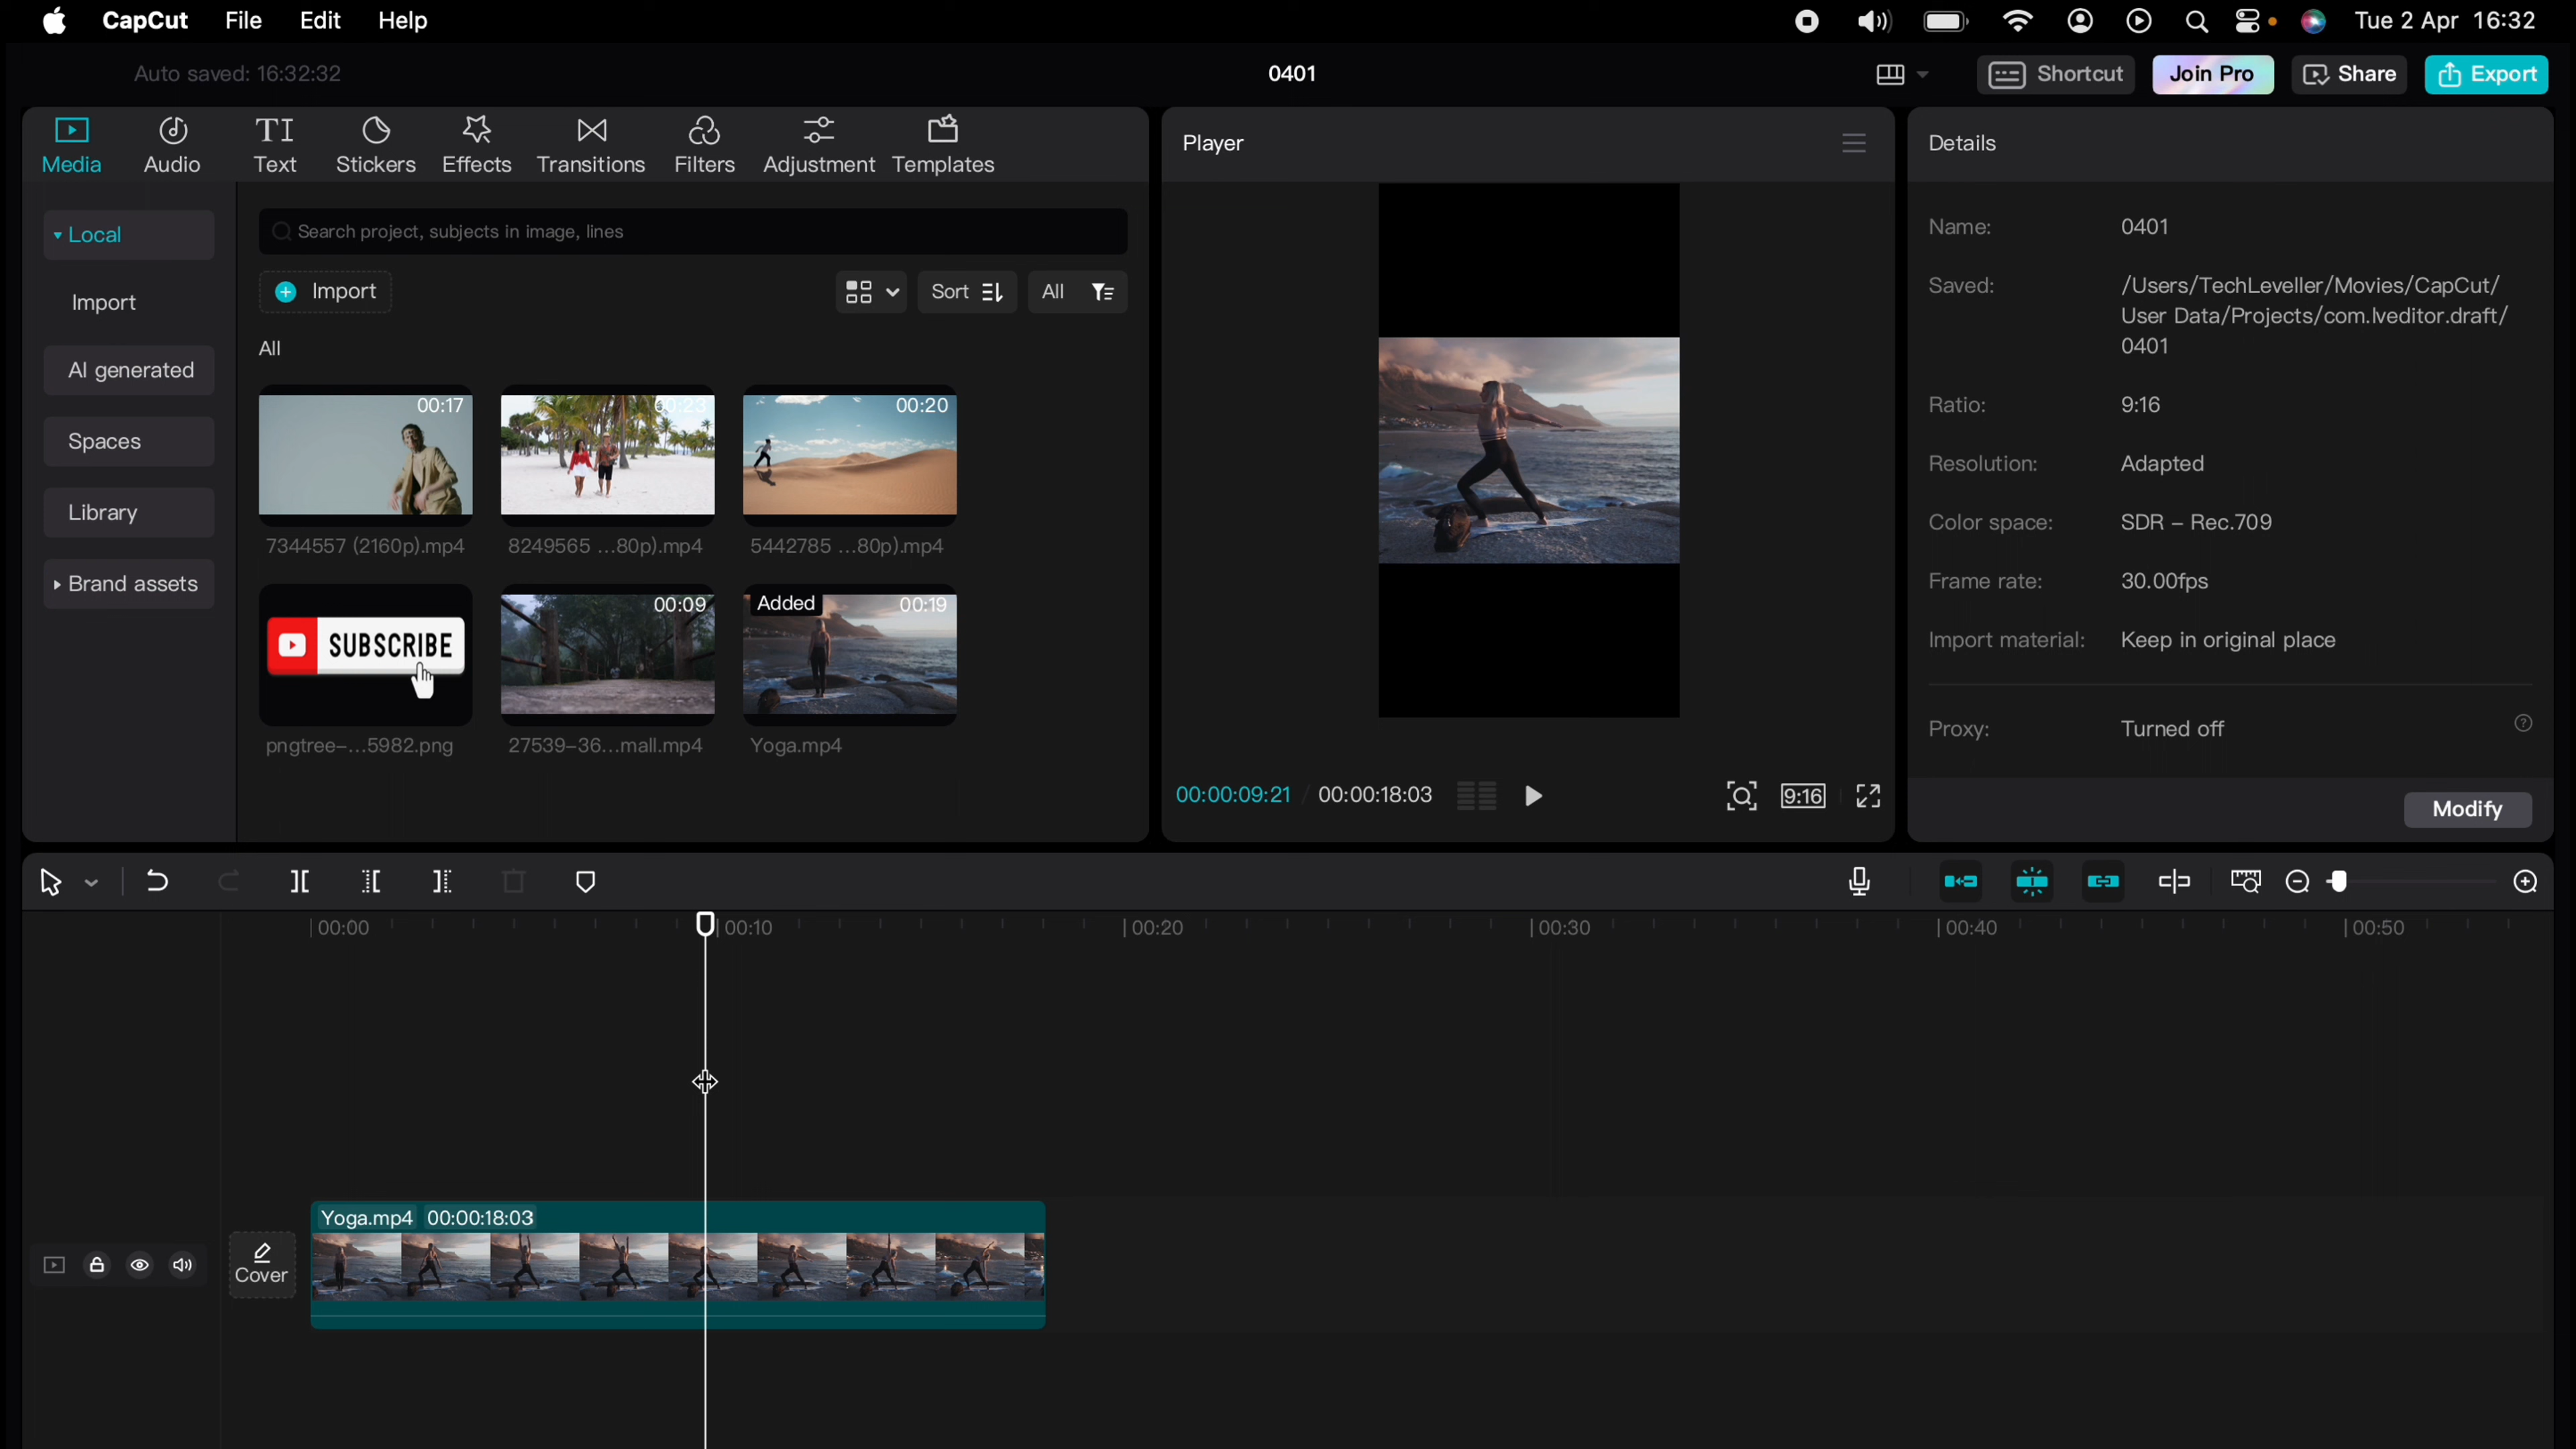 CapCut File Edit Help Tue 2 Apr 16:32
Auto saved: 16:32:32 0401 Shortcut Join Pro Share Export
Media Audio Text Stickers Effects Transitions Filters Adjustment Templates
Local
Import
AI generated
Spaces
Library
Brand assets
Search project, subjects in image, lines
Import Sort All
All
00:17 00:23 00:20
7344557 (2160p).mp4 8249565 ...80p).mp4 5442785 ...80p).mp4
SUBSCRIBE 00:09 Added 00:19
pngtree-...5982.png 27539-36...mall.mp4 Yoga.mp4
Player
00:00:09:21 / 00:00:18:03 9:16
Details
Name: 0401
Saved: /Users/TechLeveller/Movies/CapCut/
User Data/Projects/com.lveditor.draft/
0401
Ratio: 9:16
Resolution: Adapted
Color space: SDR – Rec.709
Frame rate: 30.00fps
Import material: Keep in original place
Proxy: Turned off
Modify
00:00 00:10 00:20 00:30 00:40 00:50
Yoga.mp4 00:00:18:03
Cover